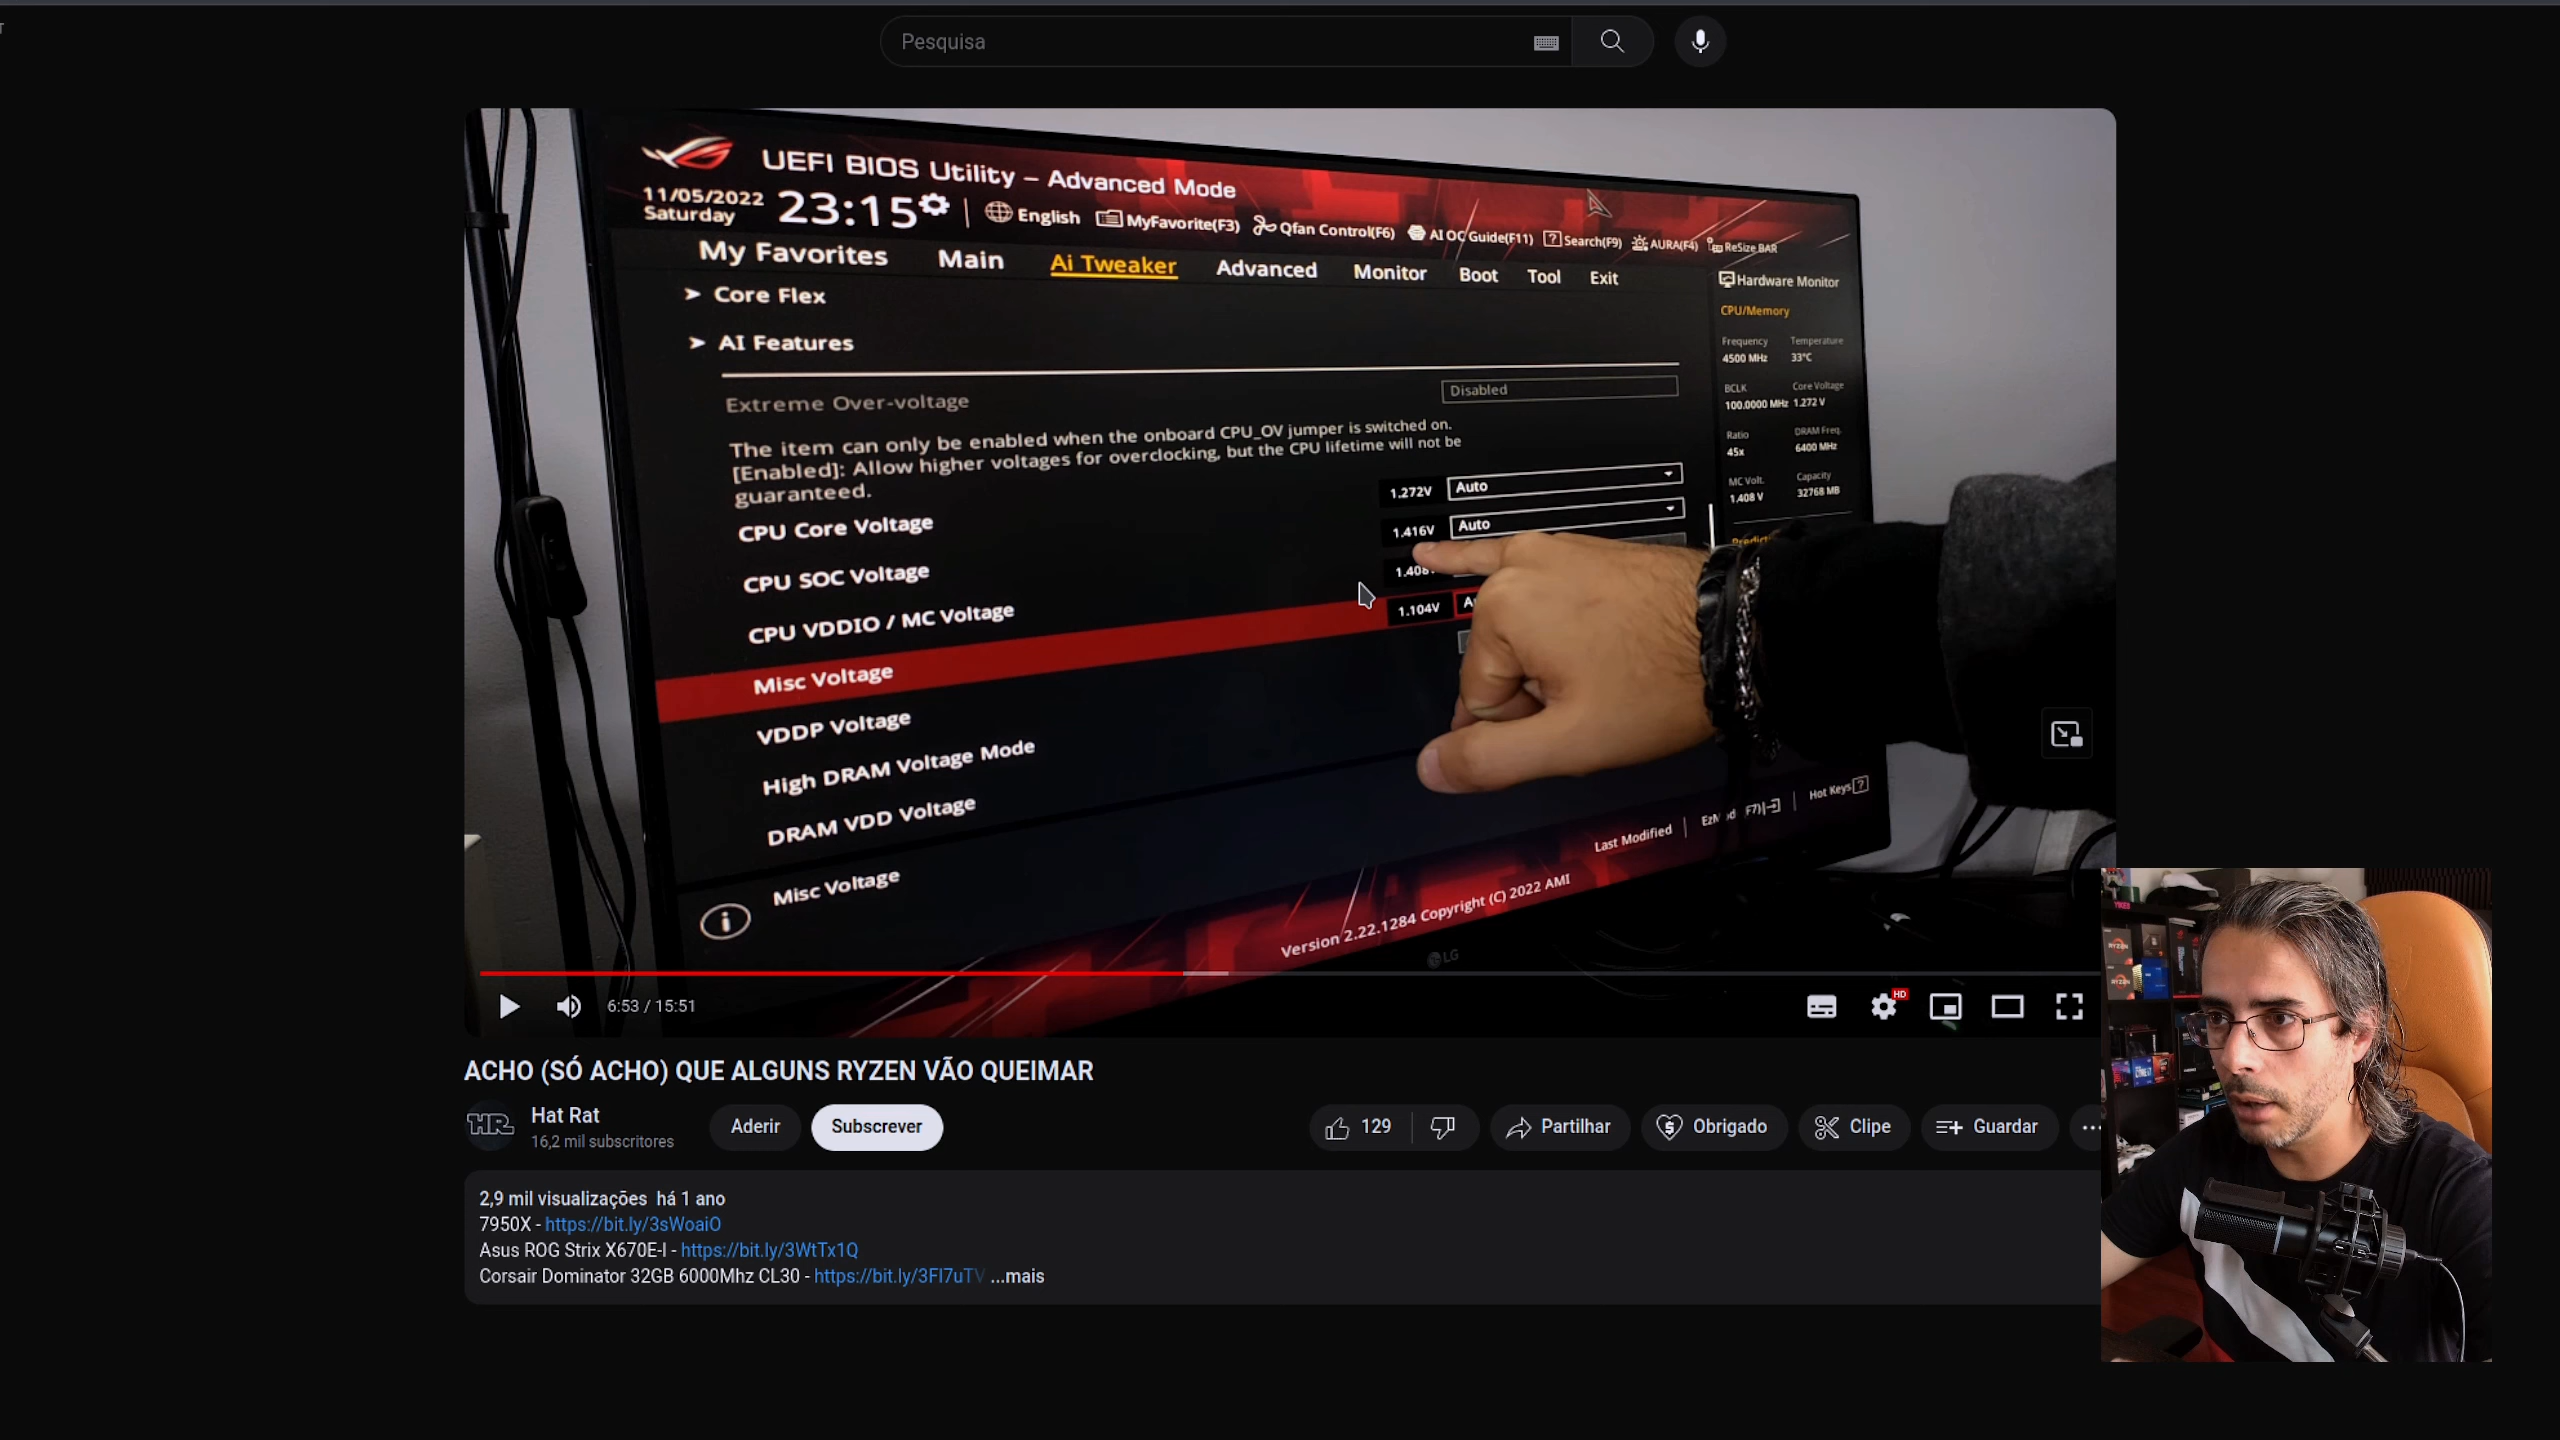 Pesquisa
UEFI BIOS Utility – Advanced Mode
11/05/2022
Saturday
23:15
English
MyFavorite(F3)
Qfan Control(F6)
AI OC Guide(F11)
? Search(F9)
AURA(F4)
ReSize BAR
My Favorites Main Ai Tweaker Advanced Monitor Boot Tool Exit
Hardware Monitor
CPU/Memory
Frequency Temperature
4500 MHz 33°C
BCLK Core Voltage
100.0000 MHz 1.272 V
Ratio DRAM Freq.
45x 6400 MHz
MC Volt. Capacity
1.408 V 32768 MB
Core Flex
AI Features
Extreme Over-voltage Disabled
The item can only be enabled when the onboard CPU_OV jumper is switched on.
[Enabled]: Allow higher voltages for overclocking, but the CPU lifetime will not be
guaranteed.
CPU Core Voltage 1.272V Auto
CPU SOC Voltage 1.416V Auto
CPU VDDIO / MC Voltage
Misc Voltage 1.104V
VDDP Voltage
High DRAM Voltage Mode
DRAM VDD Voltage
Misc Voltage
Last Modified
Hot Keys ?
Version 2.22.1284 Copyright (C) 2022 AMI
LG
6:53 / 15:51
HD
ACHO (SÓ ACHO) QUE ALGUNS RYZEN VÃO QUEIMAR
HR
Hat Rat
16,2 mil subscritores
Aderir
Subscrever
129
Partilhar
Obrigado
Clipe
Guardar
2,9 mil visualizações há 1 ano
7950X - https://bit.ly/3sWoaiO
Asus ROG Strix X670E-I - https://bit.ly/3WtTx1Q
Corsair Dominator 32GB 6000Mhz CL30 - https://bit.ly/3FI7uTV ...mais
RYZEN